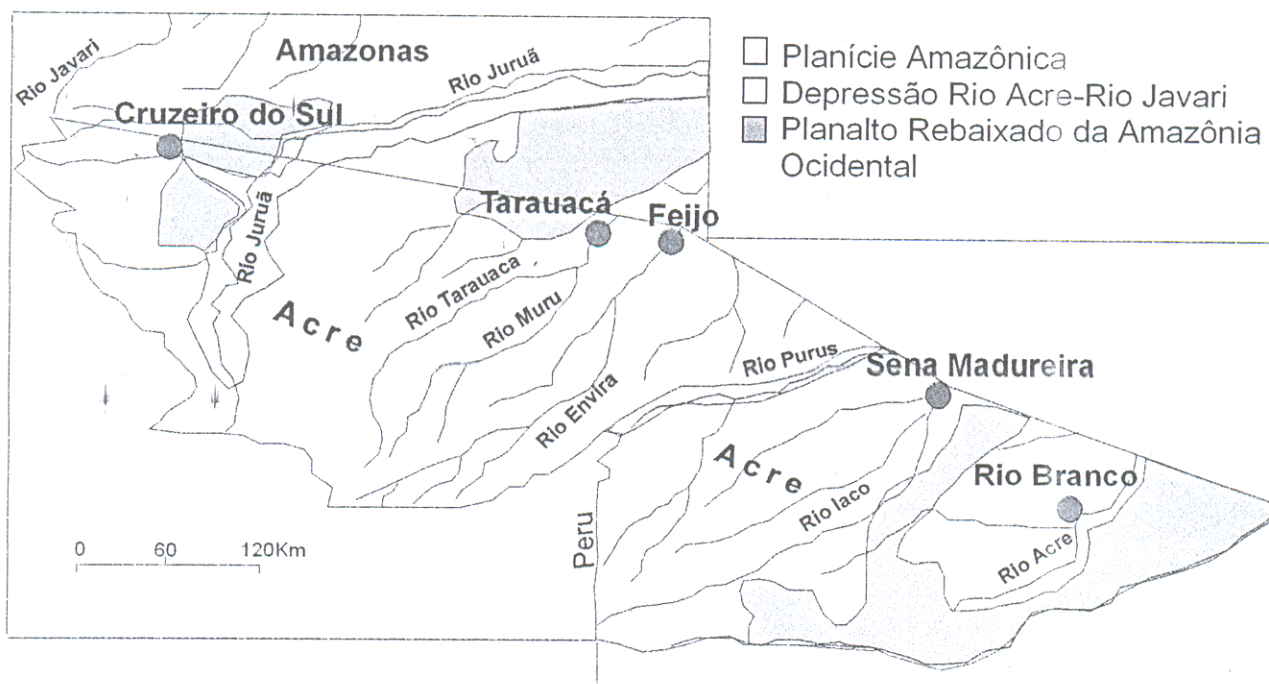 Amazonas
Rio Javari
Rio Juruã
Cruzeiro do Sul
Planície Amazônica
Depressão Rio Acre-Rio Javari
Planalto Rebaixado da Amazônia
Ocidental
Tarauacá
Feijo
Rio Juruã
Rio Tarauaca
Acre
Rio Muru
Rio Purus
Sena Madureira
Rio Envira
Acre
Rio Branco
Rio Iaco
Rio Acre
Peru
0 60 120Km